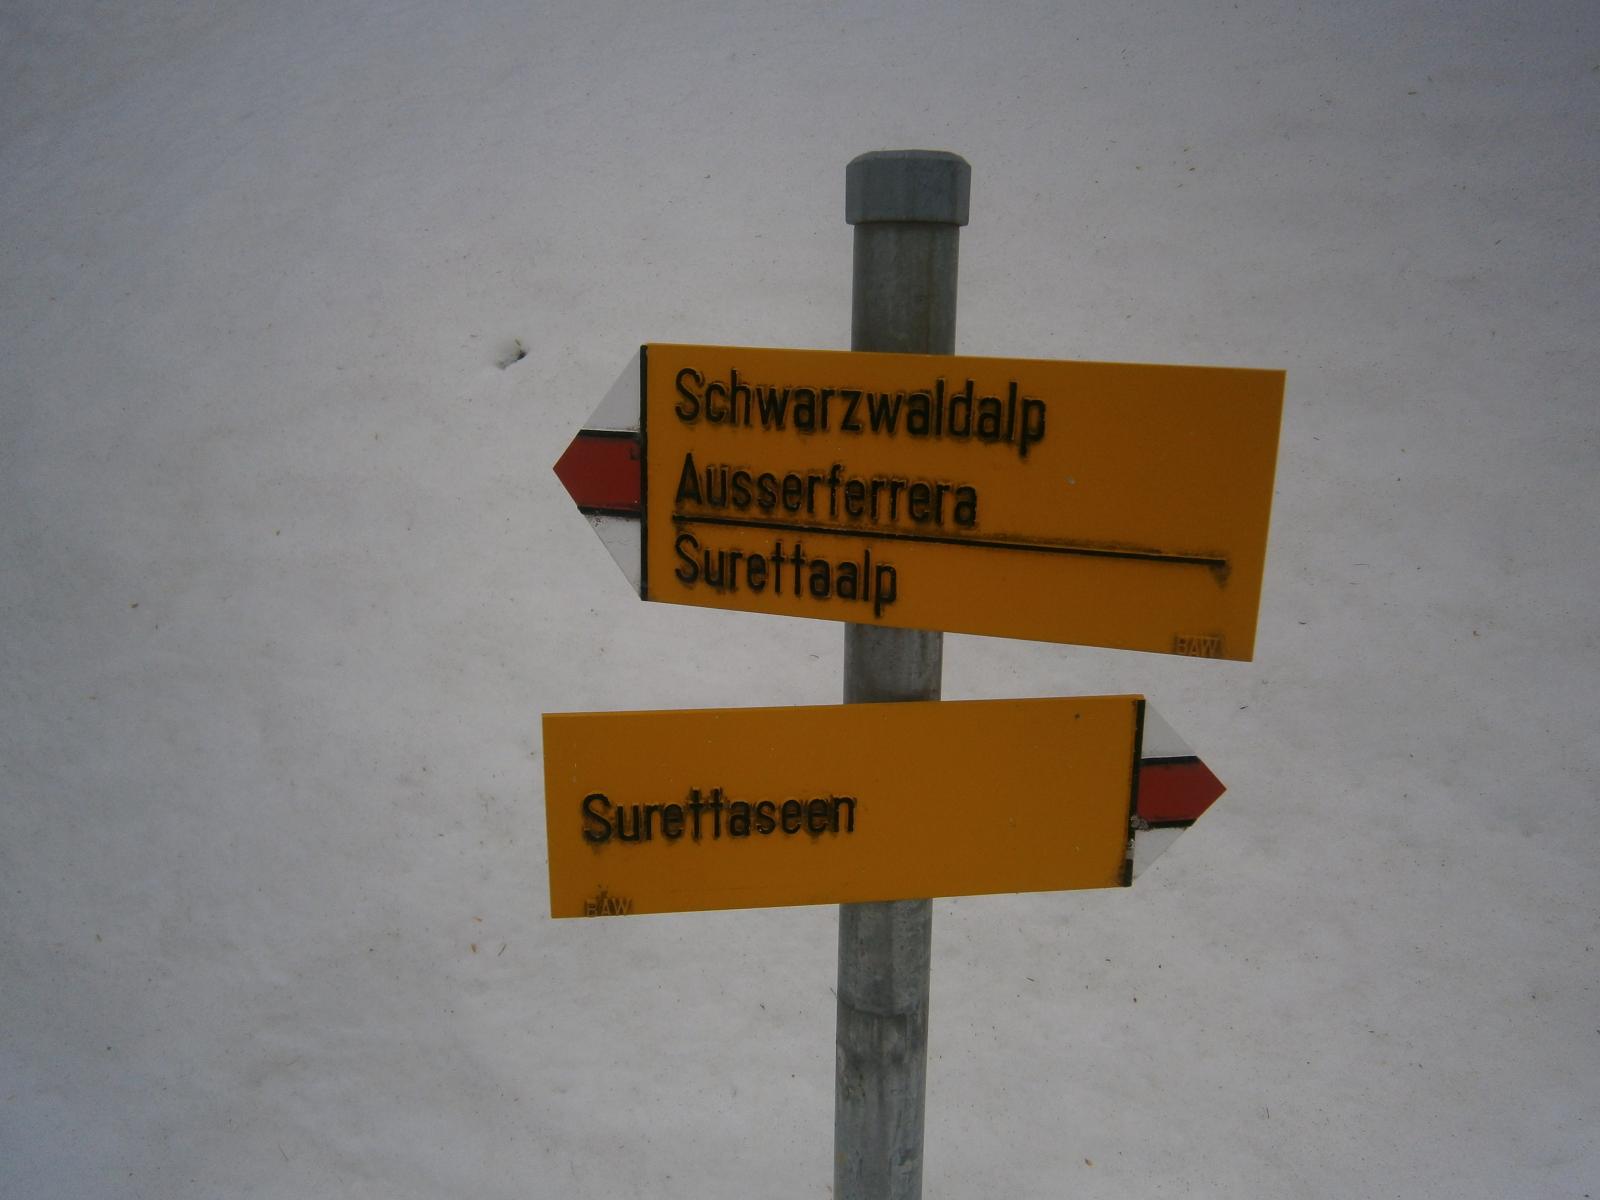 Schwarzwaldalp
Ausserferrera
Surettaalp
BAW
Surettaseen
BAW